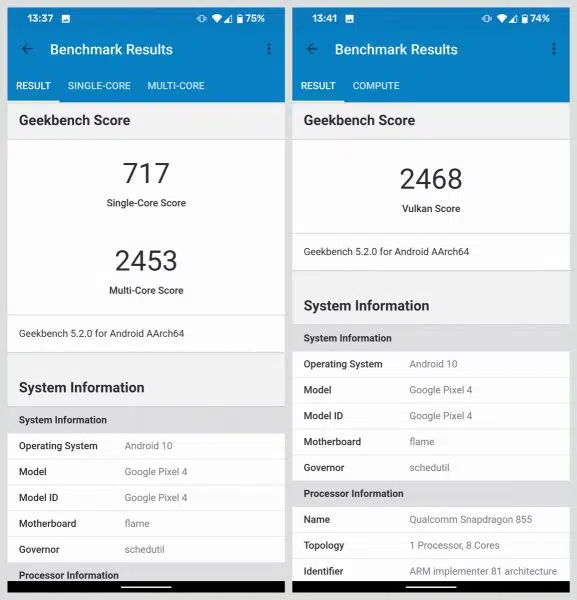 13:37
75%
Benchmark Results
RESULT SINGLE-CORE MULTI-CORE
Geekbench Score
717
Single-Core Score
2453
Multi-Core Score
Geekbench 5.2.0 for Android AArch64
System Information
System Information
Operating System Android 10
Model Google Pixel 4
Model ID Google Pixel 4
Motherboard flame
Governor schedutil
Processor Information
13:41
74%
Benchmark Results
RESULT COMPUTE
Geekbench Score
2468
Vulkan Score
Geekbench 5.2.0 for Android AArch64
System Information
System Information
Operating System Android 10
Model Google Pixel 4
Model ID Google Pixel 4
Motherboard flame
Governor schedutil
Processor Information
Name Qualcomm Snapdragon 855
Topology 1 Processor, 8 Cores
Identifier ARM implementer 81 architecture